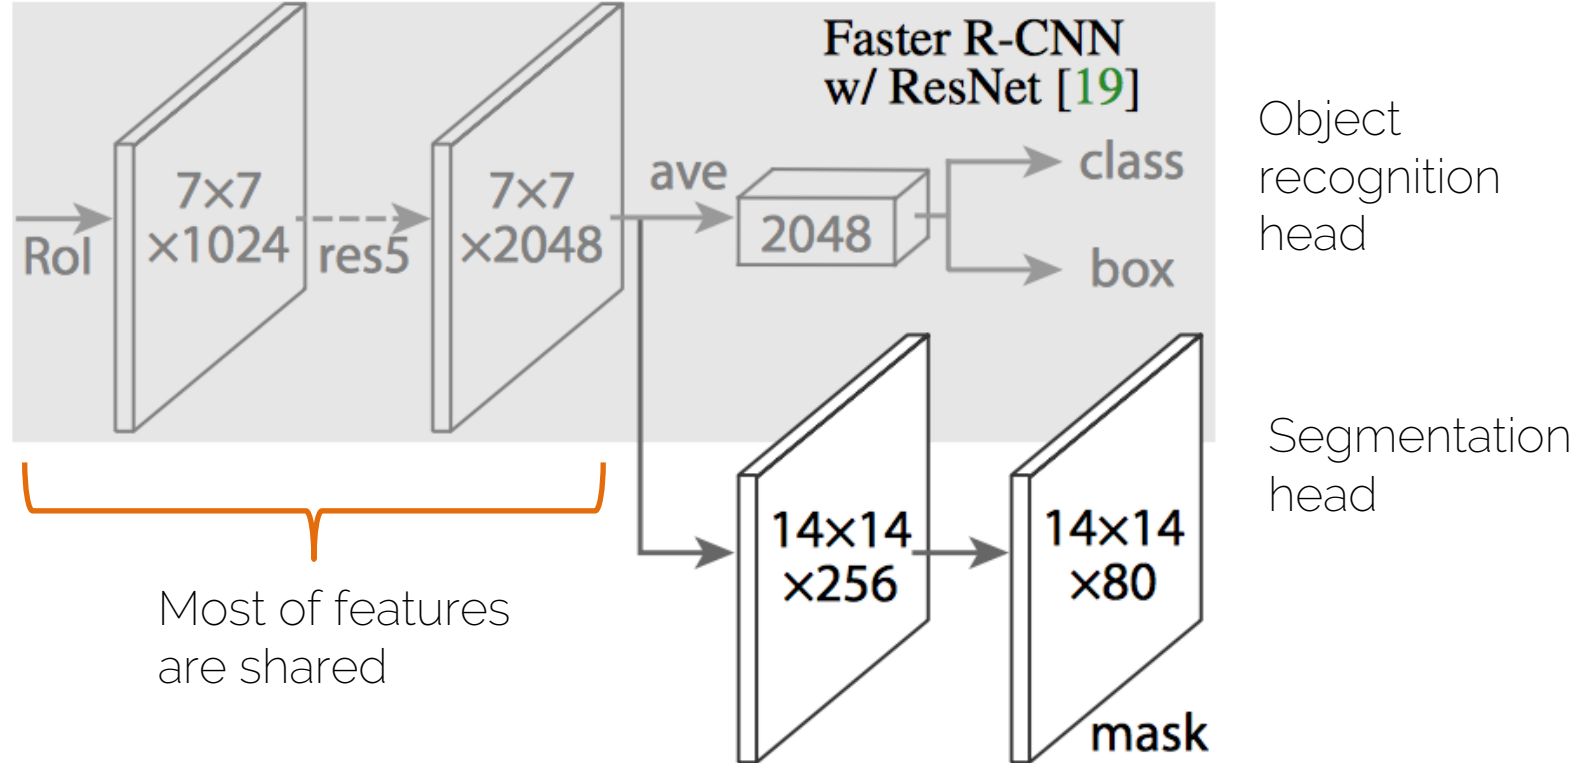 Faster R-CNN
w/ ResNet [19]
Object
recognition
head
RoI
7×7
×1024
res5
7×7
×2048
ave
2048
class
box
Segmentation
head
14×14
×256
14×14
×80
mask
Most of features
are shared